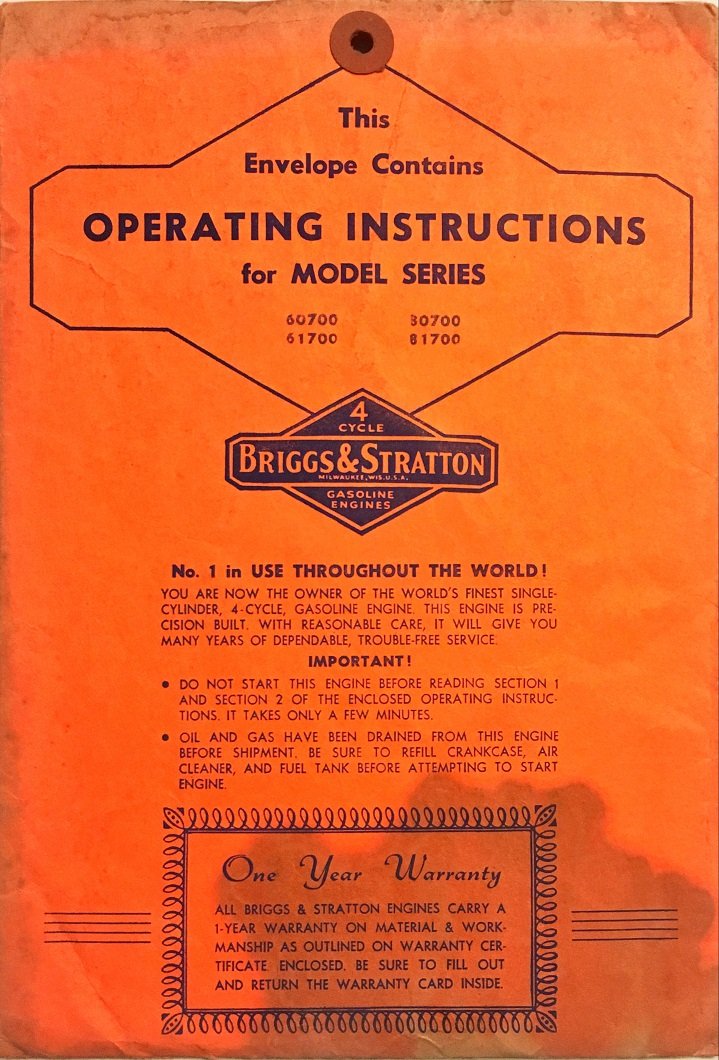 This
Envelope Contains
OPERATING INSTRUCTIONS
for MODEL SERIES
60700 80700
61700 81700
4
CYCLE
BRIGGS & STRATTON
MILWAUKEE, WIS. U.S.A.
GASOLINE
ENGINES
No. 1 in USE THROUGHOUT THE WORLD!
YOU ARE NOW THE OWNER OF THE WORLD'S FINEST SINGLE-
CYLINDER, 4-CYCLE, GASOLINE ENGINE. THIS ENGINE IS PRE-
CISION BUILT. WITH REASONABLE CARE, IT WILL GIVE YOU
MANY YEARS OF DEPENDABLE, TROUBLE-FREE SERVICE.
IMPORTANT!
● DO NOT START THIS ENGINE BEFORE READING SECTION 1
AND SECTION 2 OF THE ENCLOSED OPERATING INSTRUC-
TIONS. IT TAKES ONLY A FEW MINUTES.
● OIL AND GAS HAVE BEEN DRAINED FROM THIS ENGINE
BEFORE SHIPMENT. BE SURE TO REFILL CRANKCASE, AIR
CLEANER, AND FUEL TANK BEFORE ATTEMPTING TO START
ENGINE.
One Year Warranty
ALL BRIGGS & STRATTON ENGINES CARRY A
1-YEAR WARRANTY ON MATERIAL & WORK-
MANSHIP AS OUTLINED ON WARRANTY CER-
TIFICATE ENCLOSED. BE SURE TO FILL OUT
AND RETURN THE WARRANTY CARD INSIDE.